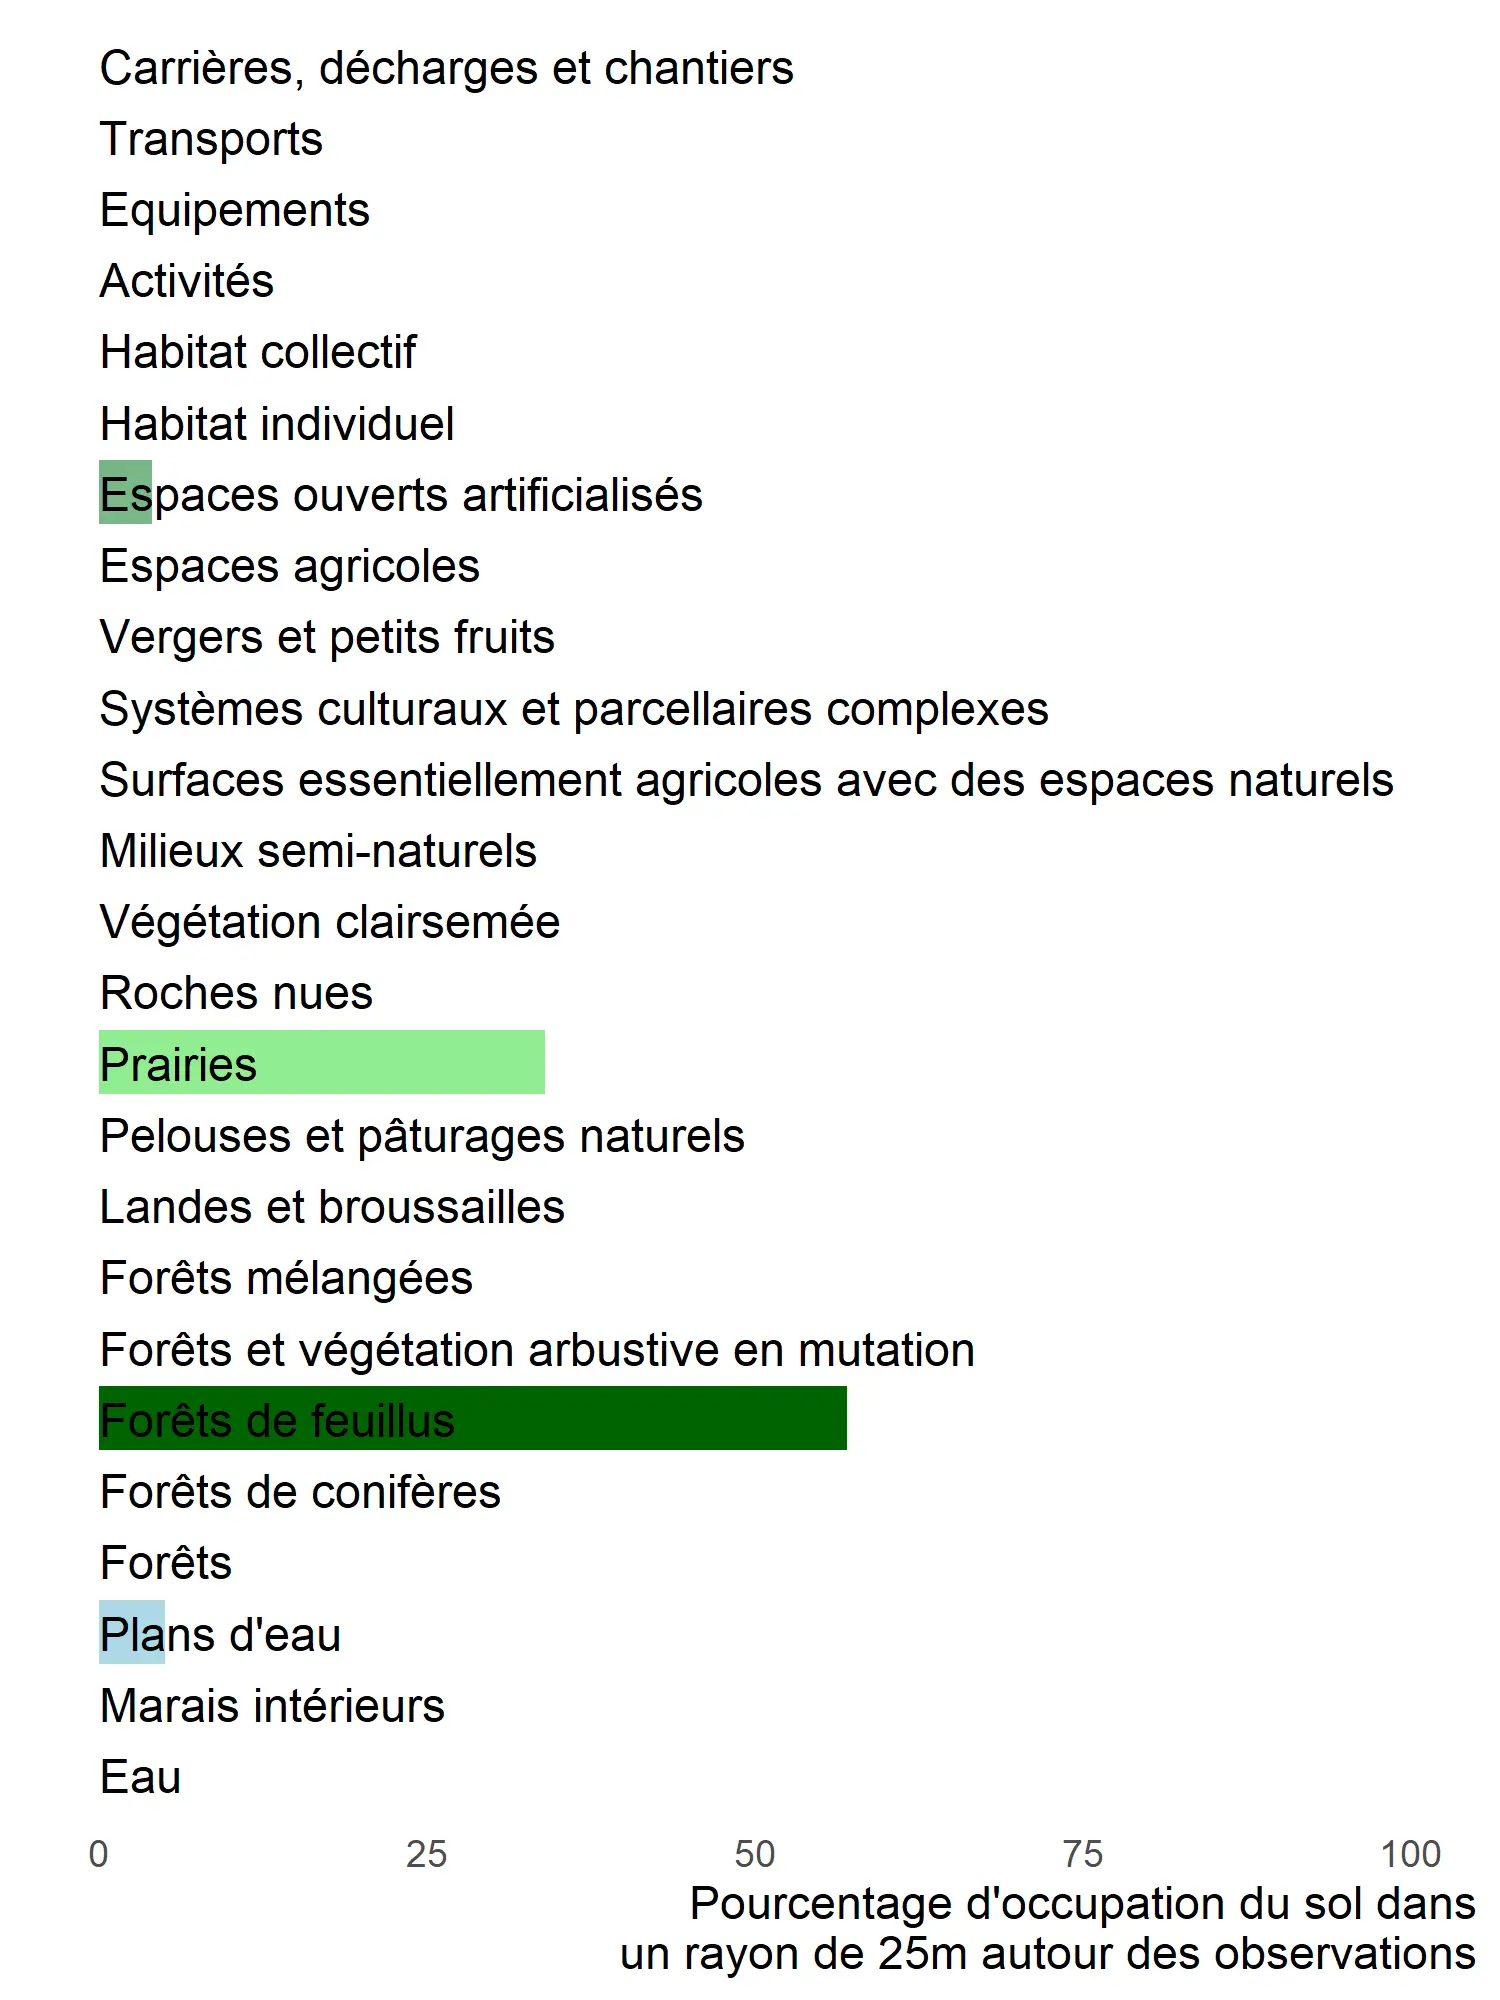 Carrières, décharges et chantiers
Transports
Equipements
Activités
Habitat collectif
Habitat individuel
Espaces ouverts artificialisés
Espaces agricoles
Vergers et petits fruits
Systèmes culturaux et parcellaires complexes
Surfaces essentiellement agricoles avec des espaces naturels
Milieux semi-naturels
Végétation clairsemée
Roches nues
Prairies
Pelouses et pâturages naturels
Landes et broussailles
Forêts mélangées
Forêts et végétation arbustive en mutation
Forêts de feuillus
Forêts de conifères
Forêts
Plans d'eau
Marais intérieurs
Eau
0 25 50 75 100
Pourcentage d'occupation du sol dans
un rayon de 25m autour des observations